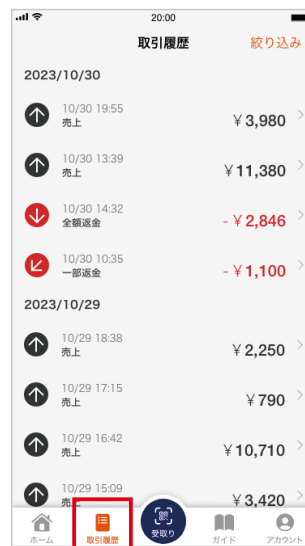 20:00
取引履歴 絞り込み
2023/10/30
10/30 19:55
売上
¥3,980
10/30 13:39
売上
¥11,380
10/30 14:32
全額返金
- ¥2,846
10/30 10:35
一部返金
- ¥1,100
2023/10/29
10/29 18:38
売上
¥2,250
10/29 17:15
売上
¥790
10/29 16:42
売上
¥10,710
10/29 15:09
売上
¥3,420
ホーム 取引履歴 受取り ガイド アカウント